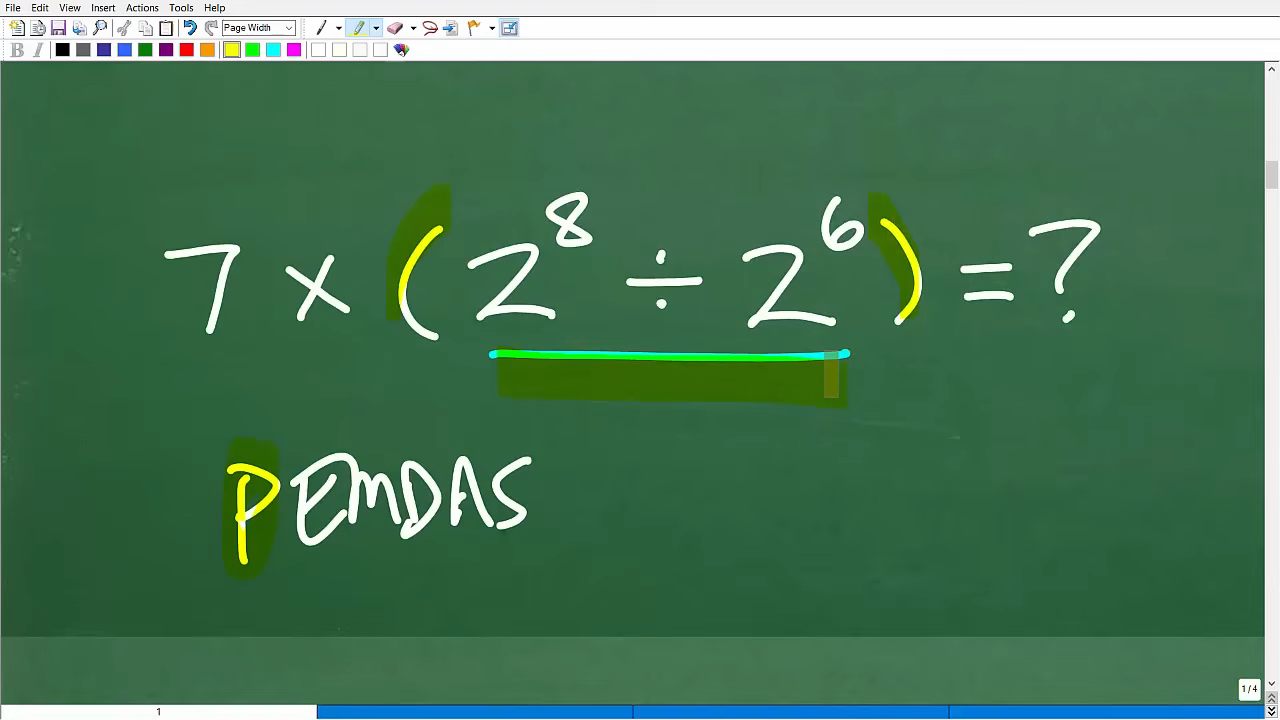 File Edit View Insert Actions Tools Help
Page Width
B I
7 × (2⁸ ÷ 2⁶) = ?
PEMDAS
1/4
1